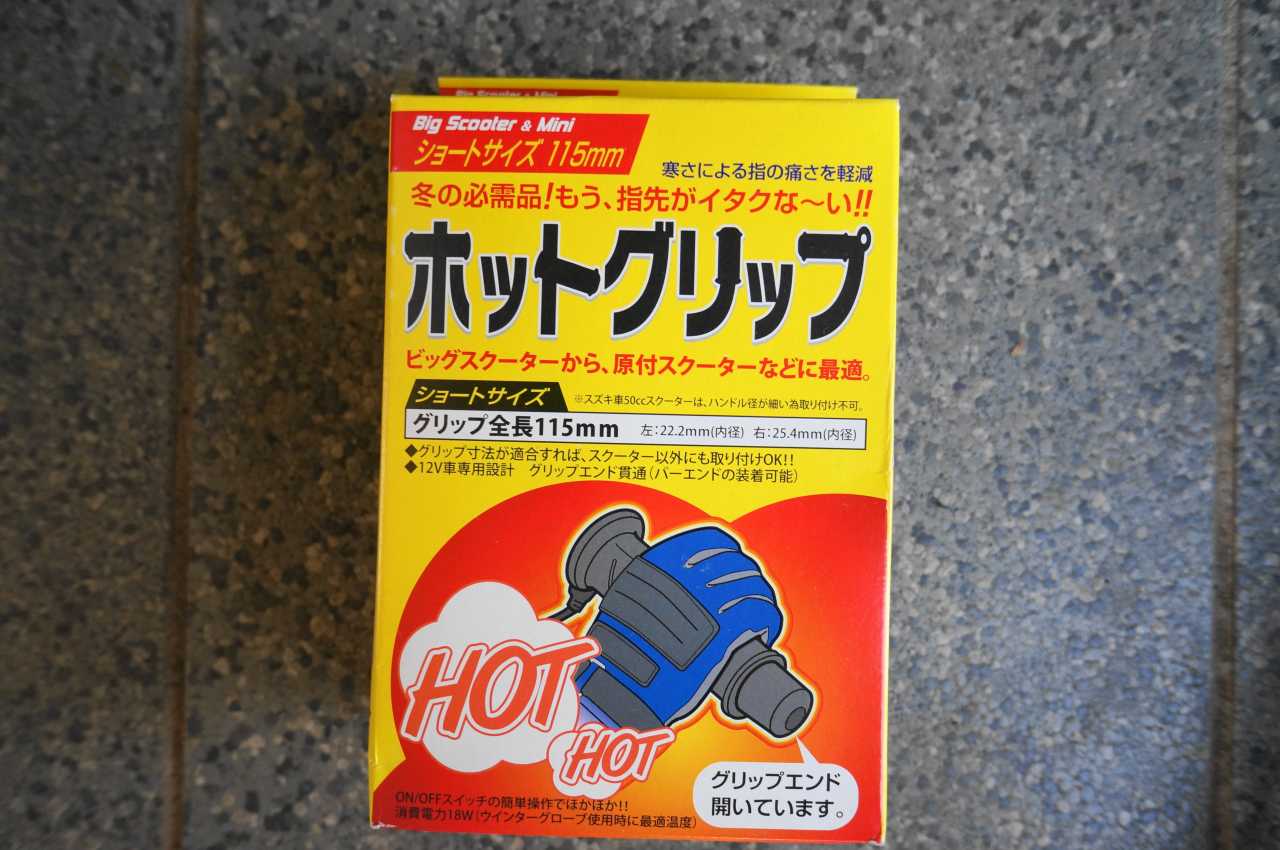 Big Scooter & Mini
Big Scooter & Mini
ショートサイズ 115mm
寒さによる指の痛さを軽減
冬の必需品!もう、指先がイタクな〜い!!
ホットグリップ
ビッグスクーターから、原付スクーターなどに最適。
ショートサイズ
※スズキ車50ccスクーターは、ハンドル径が細い為取り付け不可。
グリップ全長115mm 左:22.2mm(内径) 右:25.4mm(内径)
◆グリップ寸法が適合すれば、スクーター以外にも取り付けOK!!
◆12V車専用設計 グリップエンド貫通(バーエンドの装着可能)
HOT
HOT
グリップエンド
開いています。
ON/OFFスイッチの簡単操作でほかほか!!
消費電力18W(ウインターグローブ使用時に最適温度)